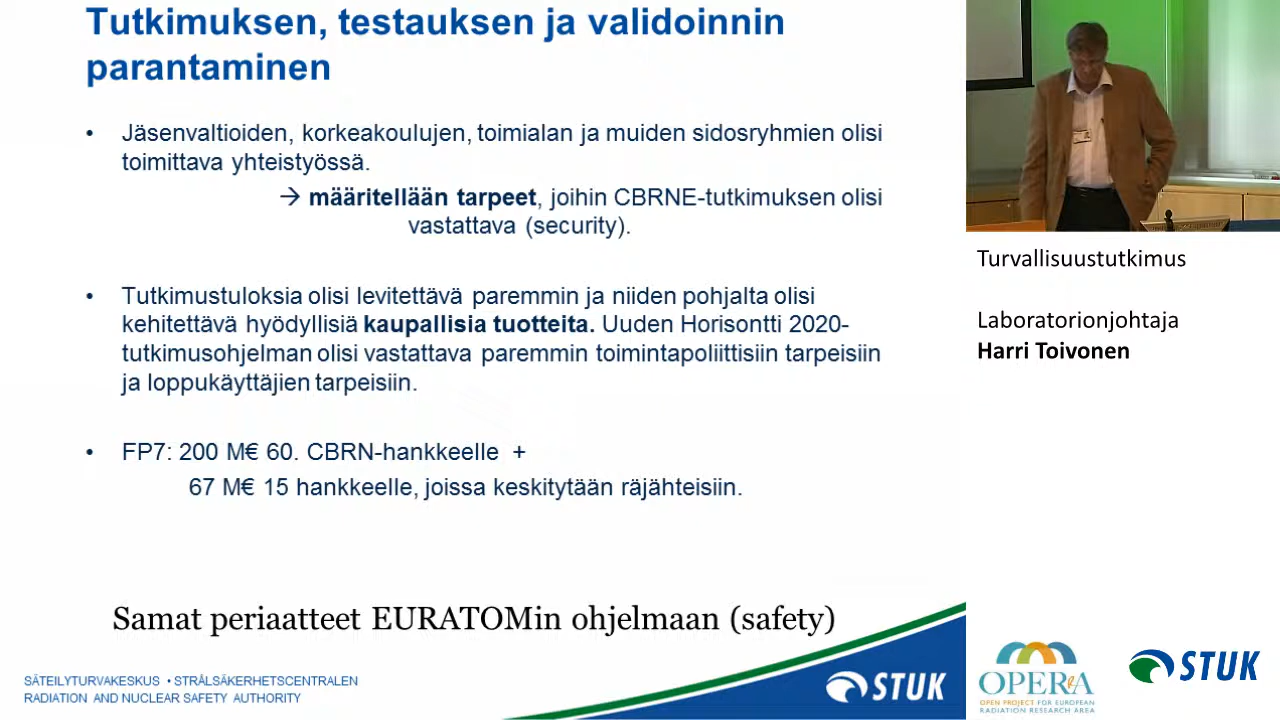 Tutkimuksen, testauksen ja validoinnin
parantaminen
• Jäsenvaltioiden, korkeakoulujen, toimialan ja muiden sidosryhmien olisi
toimittava yhteistyössä.
→ määritellään tarpeet, joihin CBRNE-tutkimuksen olisi
vastattava (security).
• Tutkimustuloksia olisi levitettävä paremmin ja niiden pohjalta olisi
kehitettävä hyödyllisiä kaupallisia tuotteita. Uuden Horisontti 2020-
tutkimusohjelman olisi vastattava paremmin toimintapoliittisiin tarpeisiin
ja loppukäyttäjien tarpeisiin.
• FP7: 200 M€ 60. CBRN-hankkeelle +
67 M€ 15 hankkeelle, joissa keskitytään räjähteisiin.
Samat periaatteet EURATOMin ohjelmaan (safety)
SÄTEILYTURVAKESKUS • STRÅLSÄKERHETSCENTRALEN
RADIATION AND NUCLEAR SAFETY AUTHORITY
STUK
Turvallisuustutkimus
Laboratorionjohtaja
Harri Toivonen
OPERA
OPEN PROJECT FOR EUROPEAN
RADIATION RESEARCH AREA
STUK